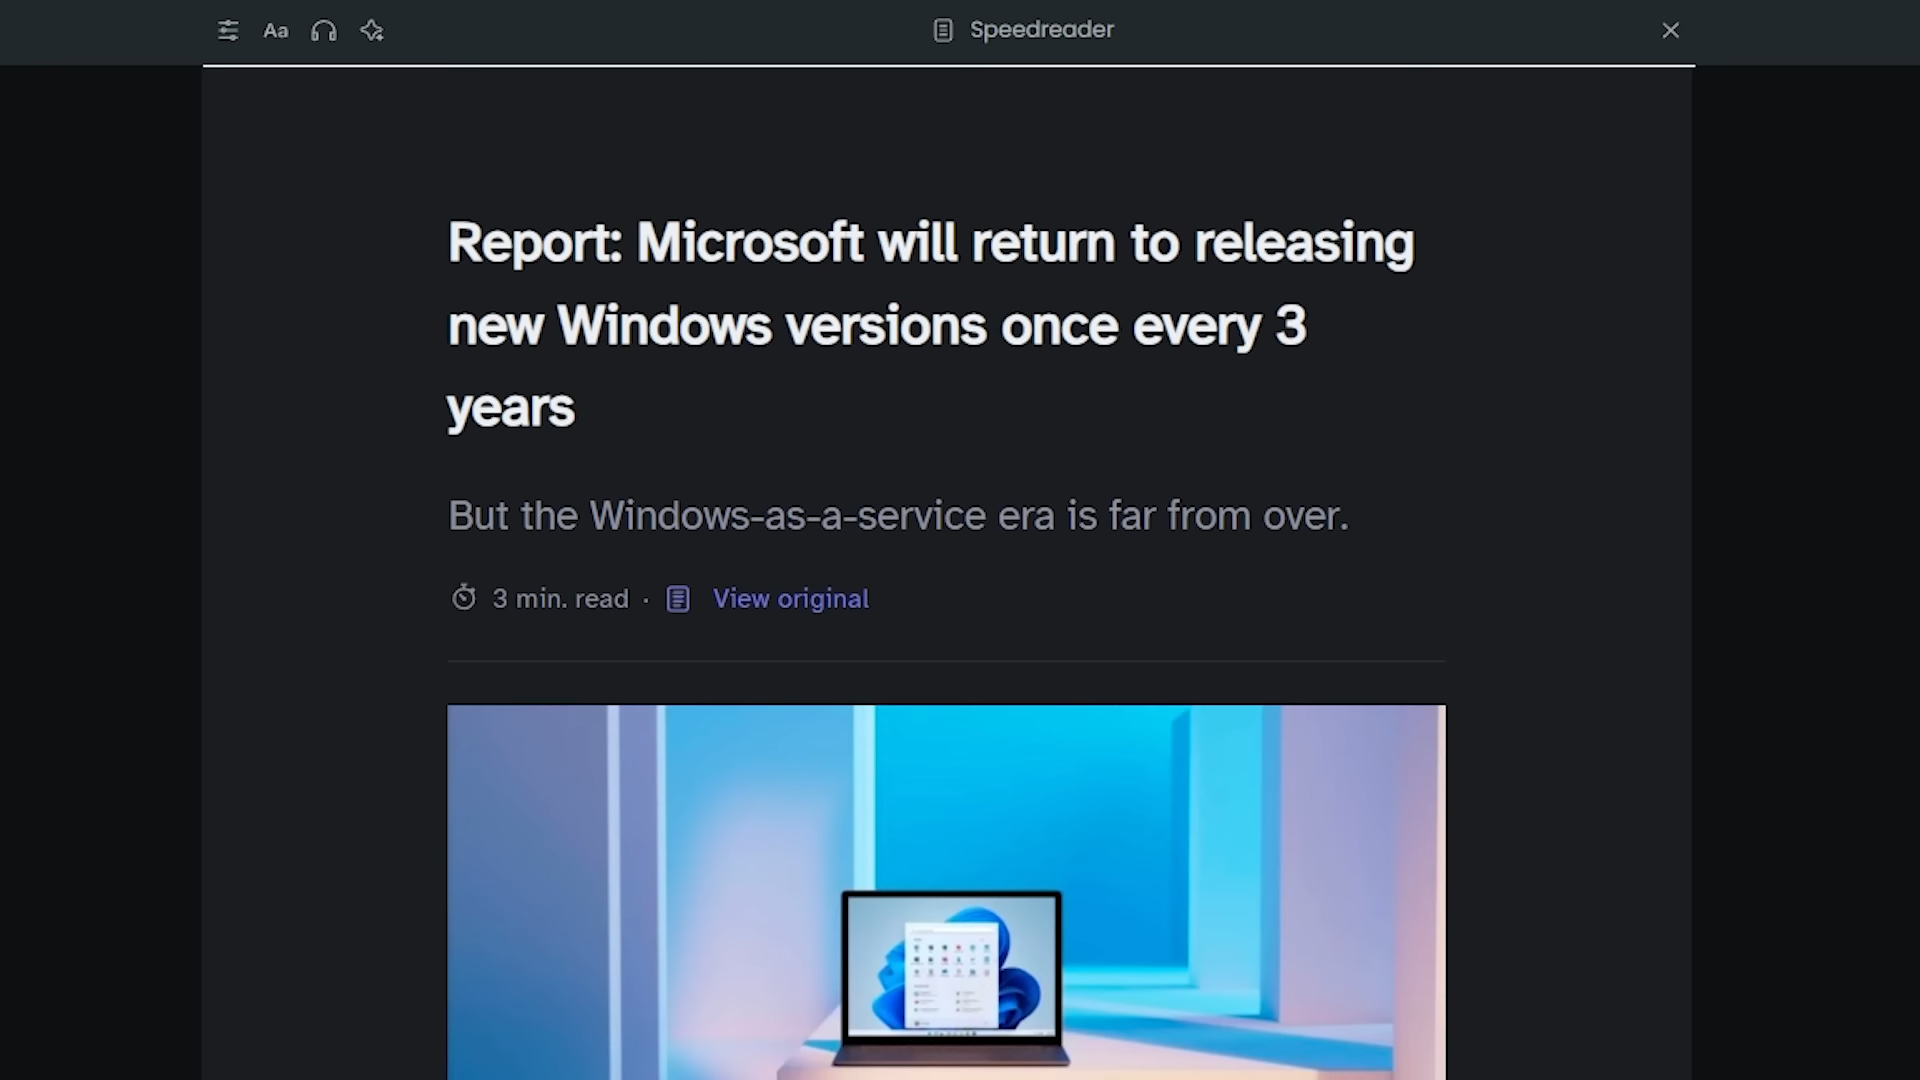 Aa
Speedreader
Report: Microsoft will return to releasing
new Windows versions once every 3
years
But the Windows-as-a-service era is far from over.
3 min. read · View original